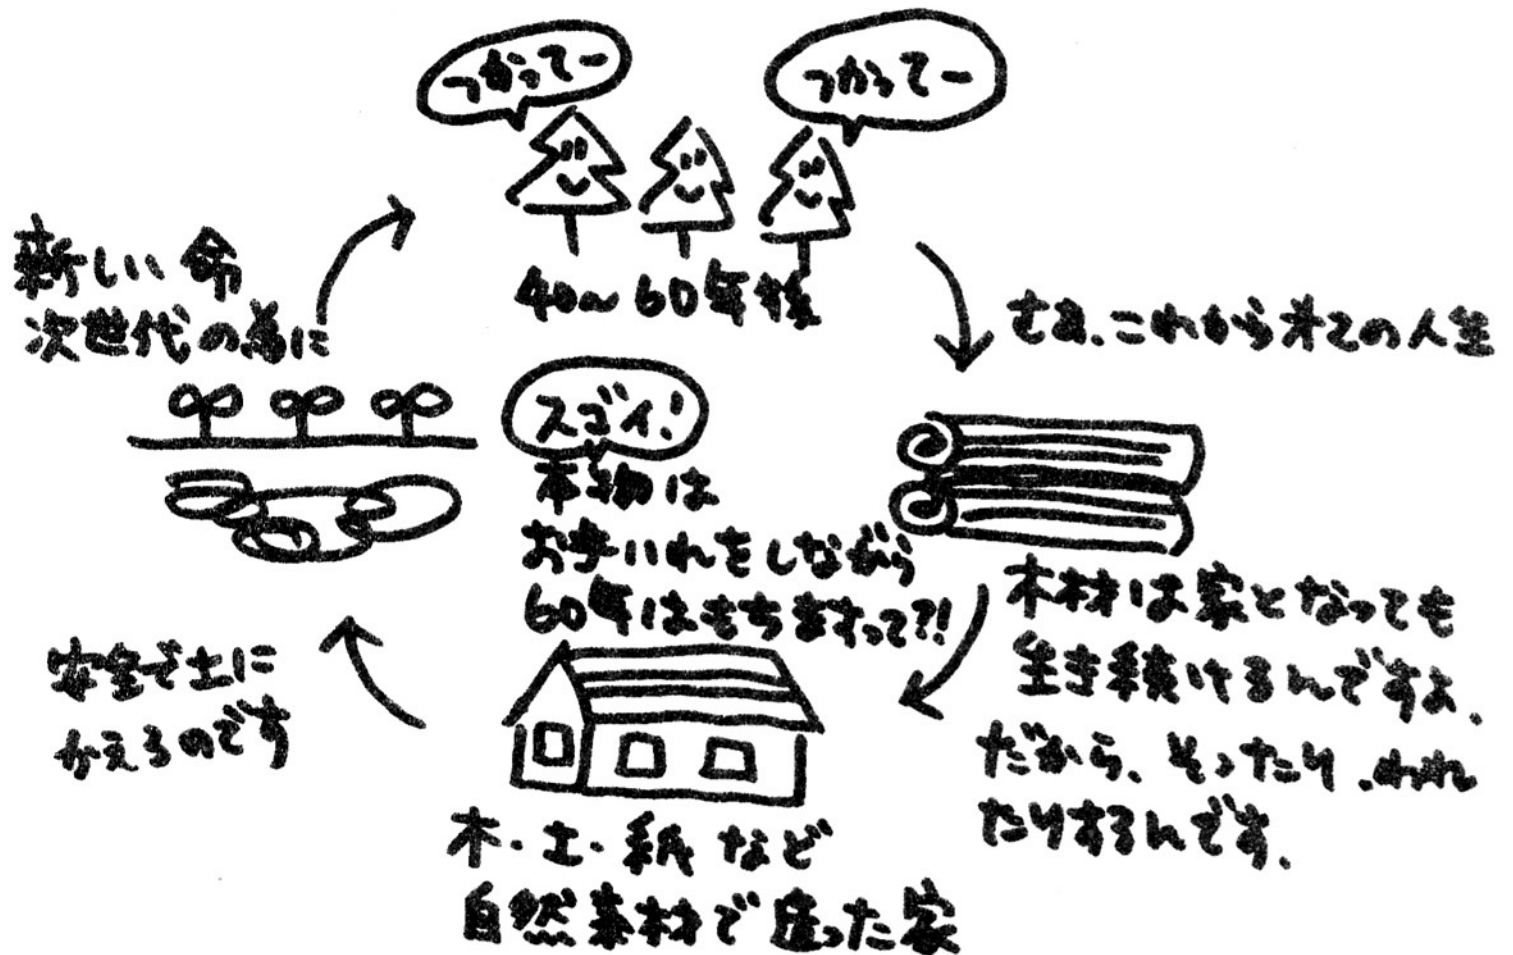 つかってー
つかってー
40〜60年後
新しい命
次世代の為に
さあ、これから木としての人生
スゴイ!
本物は
お手いれをしながら
60年はもちますって?!
木材は家となっても
生き続けるんですよ、
だから、そったり、われ
たりするんです。
安全で土に
かえるのです
木・土・紙など
自然素材で造った家